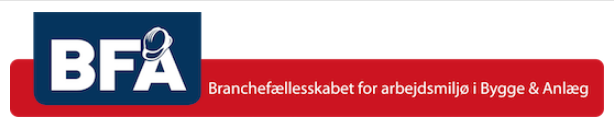 BFA
Branchefællesskabet for arbejdsmiljø i Bygge & Anlæg